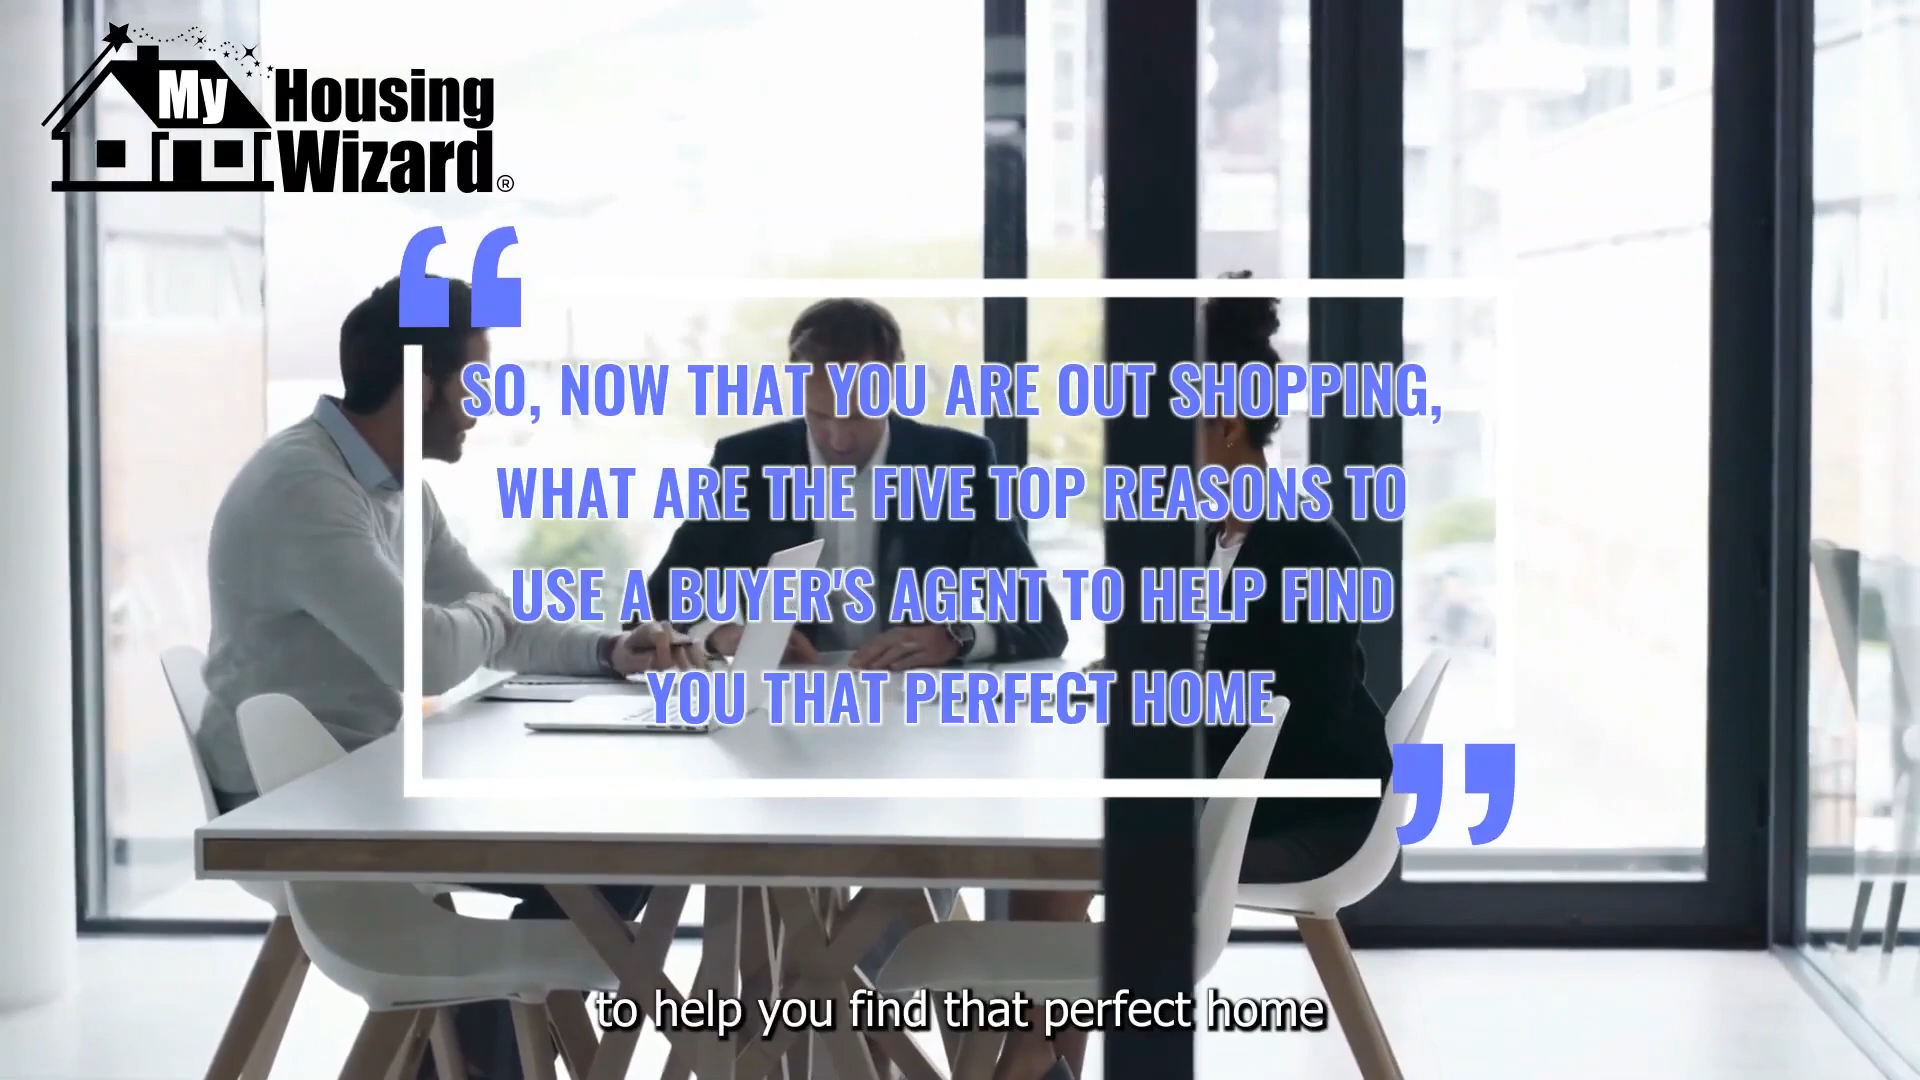 My Housing
Wizard®
“
SO, NOW THAT YOU ARE OUT SHOPPING,
WHAT ARE THE FIVE TOP REASONS TO
USE A BUYER'S AGENT TO HELP FIND
YOU THAT PERFECT HOME
”
to help you find that perfect home